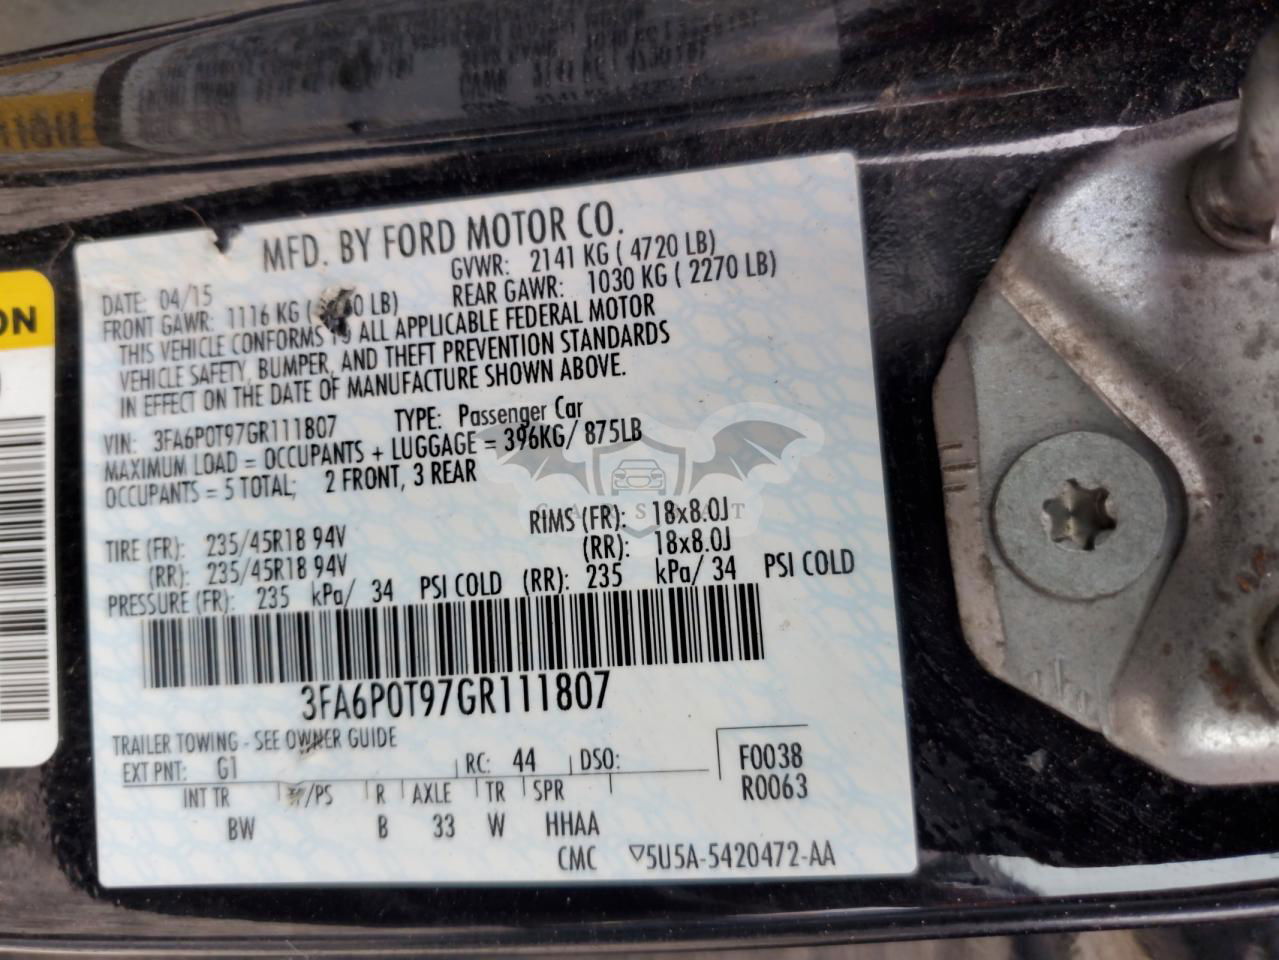 ON
MFD. BY FORD MOTOR CO.
DATE: 04/15 GVWR: 2141 KG ( 4720 LB)
FRONT GAWR: 1116 KG ( LB) REAR GAWR: 1030 KG ( 2270 LB)
THIS VEHICLE CONFORMS TO ALL APPLICABLE FEDERAL MOTOR
VEHICLE SAFETY, BUMPER, AND THEFT PREVENTION STANDARDS
IN EFFECT ON THE DATE OF MANUFACTURE SHOWN ABOVE.
VIN: 3FA6P0T97GR111807 TYPE: Passenger Car
MAXIMUM LOAD = OCCUPANTS + LUGGAGE = 396KG/ 875LB
OCCUPANTS = 5 TOTAL; 2 FRONT, 3 REAR
TIRE (FR): 235/45R18 94V RIMS (FR): 18x8.0J
(RR): 235/45R18 94V (RR): 18x8.0J
PRESSURE (FR): 235 kPa/ 34 PSI COLD (RR): 235 kPa/ 34 PSI COLD
3FA6P0T97GR111807
TRAILER TOWING - SEE OWNER GUIDE
EXT PNT: G1 RC: 44 DSO: F0038
INT TR /PS R AXLE TR SPR R0063
BW B 33 W HHAA
CMC ▽5U5A-5420472-AA